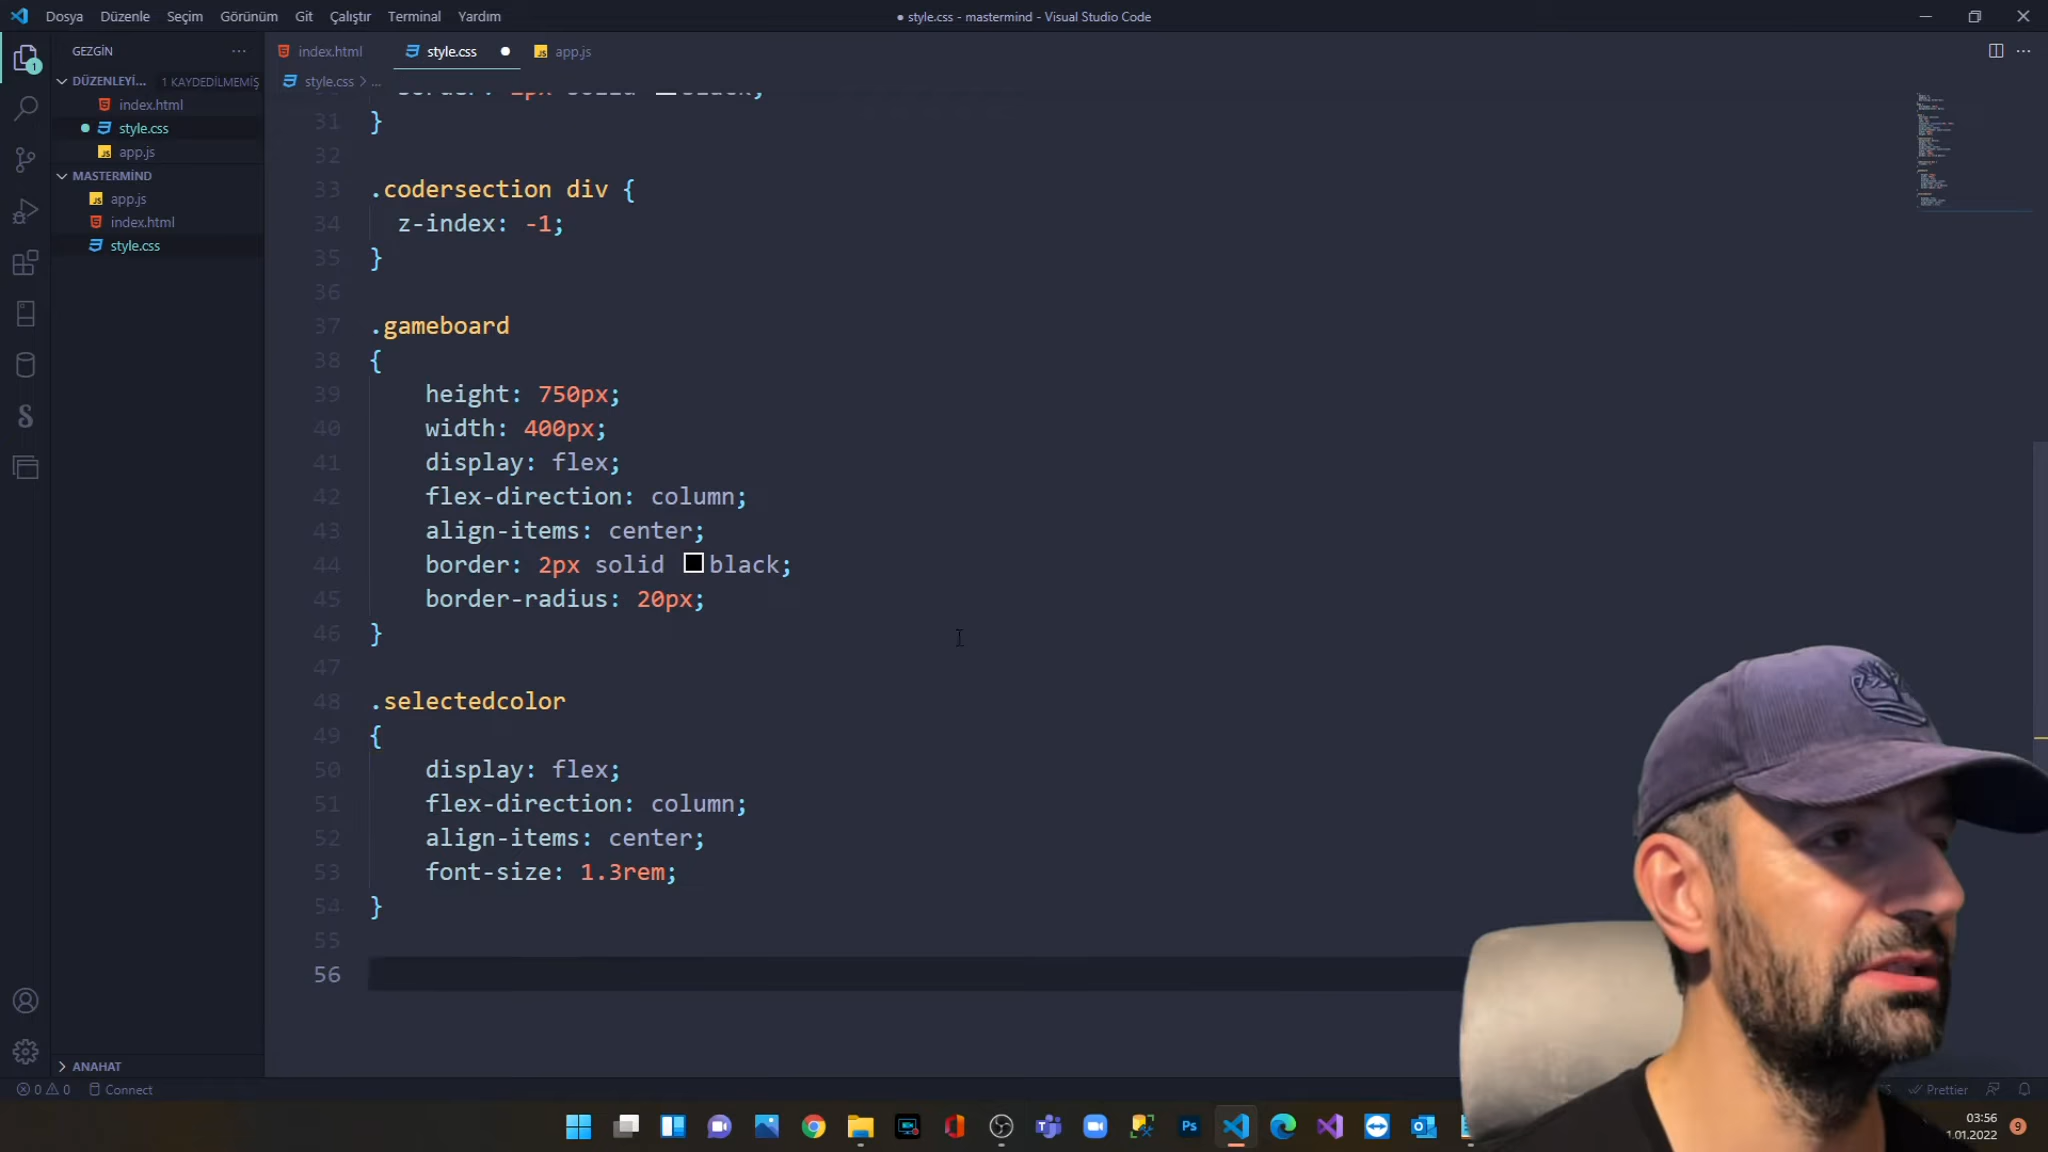 Dosya Düzenle Seçim Görünüm Git Çalıştır Terminal Yardım
● style.css - mastermind - Visual Studio Code
GEZGİN
index.html style.css app.js
DÜZENLEYİ... 1 KAYDEDİLMEMİŞ
style.css > ...
index.html
style.css
app.js
MASTERMİND
app.js
index.html
style.css
31 }
32
33 .codersection div {
34 z-index: -1;
35 }
36
37 .gameboard
38 {
39 height: 750px;
40 width: 400px;
41 display: flex;
42 flex-direction: column;
43 align-items: center;
44 border: 2px solid black;
45 border-radius: 20px;
46 }
47
48 .selectedcolor
49 {
50 display: flex;
51 flex-direction: column;
52 align-items: center;
53 font-size: 1.3rem;
54 }
55
56
ANAHAT
0 0 Connect
Prettier
Ps
03:56
1.01.2022
9
1